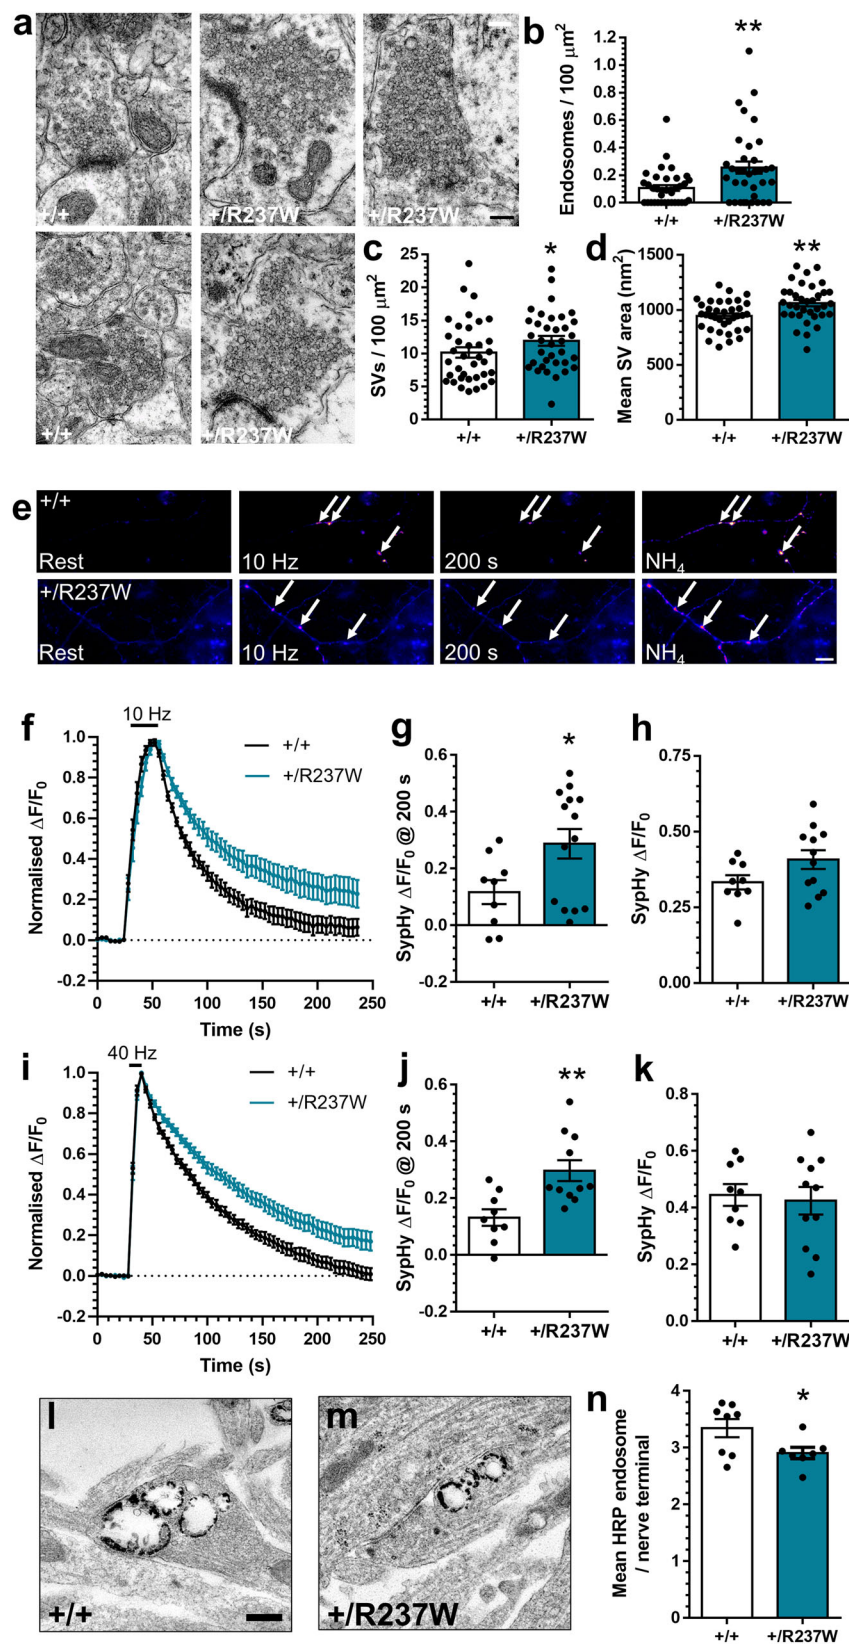 a
+/+
+/R237W
+/R237W
+/+
+/R237W
b
**
Endosomes / 100 μm2
1.2
1.0
0.8
0.6
0.4
0.2
0.0
+/+
+/R237W
c
*
SVs / 100 μm2
25
20
15
10
5
0
+/+
+/R237W
d
**
Mean SV area (nm2)
1500
1000
500
0
+/+
+/R237W
e
+/+
Rest
10 Hz
200 s
NH4
+/R237W
Rest
10 Hz
200 s
NH4
f
10 Hz
+/+
+/R237W
Normalised ΔF/F0
1.0
0.8
0.6
0.4
0.2
0.0
-0.2
0 50 100 150 200 250
Time (s)
g
*
SypHy ΔF/F0 @ 200 s
0.6
0.4
0.2
0.0
-0.2
+/+
+/R237W
h
SypHy ΔF/F0
0.75
0.50
0.25
0.00
+/+
+/R237W
i
40 Hz
+/+
+/R237W
Normalised ΔF/F0
1.0
0.8
0.6
0.4
0.2
0.0
-0.2
0 50 100 150 200 250
Time (s)
j
**
SypHy ΔF/F0 @ 200 s
0.6
0.4
0.2
0.0
-0.2
+/+
+/R237W
k
SypHy ΔF/F0
0.8
0.6
0.4
0.2
0.0
+/+
+/R237W
l
+/+
m
+/R237W
n
*
Mean HRP endosome
/ nerve terminal
4
3
2
1
0
+/+
+/R237W